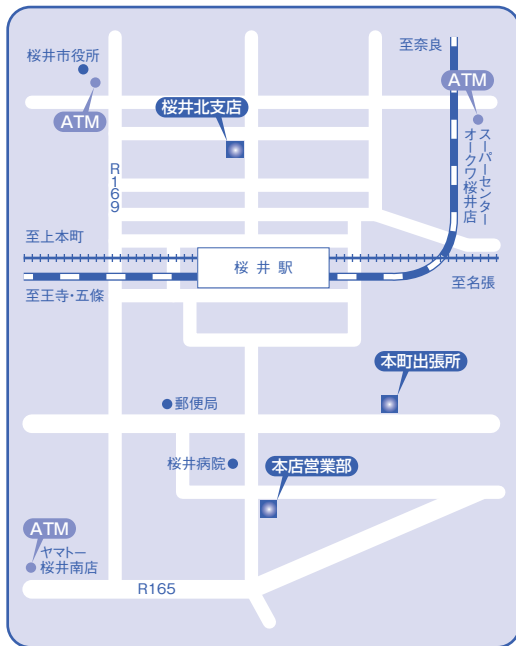 至奈良
桜井市役所
ATM
ATM
桜井北支店
スーパーセンター
オークワ桜井店
R169
至上本町
桜井駅
至王寺・五條
至名張
本町出張所
郵便局
桜井病院
本店営業部
ATM
ヤマトー
桜井南店
R165